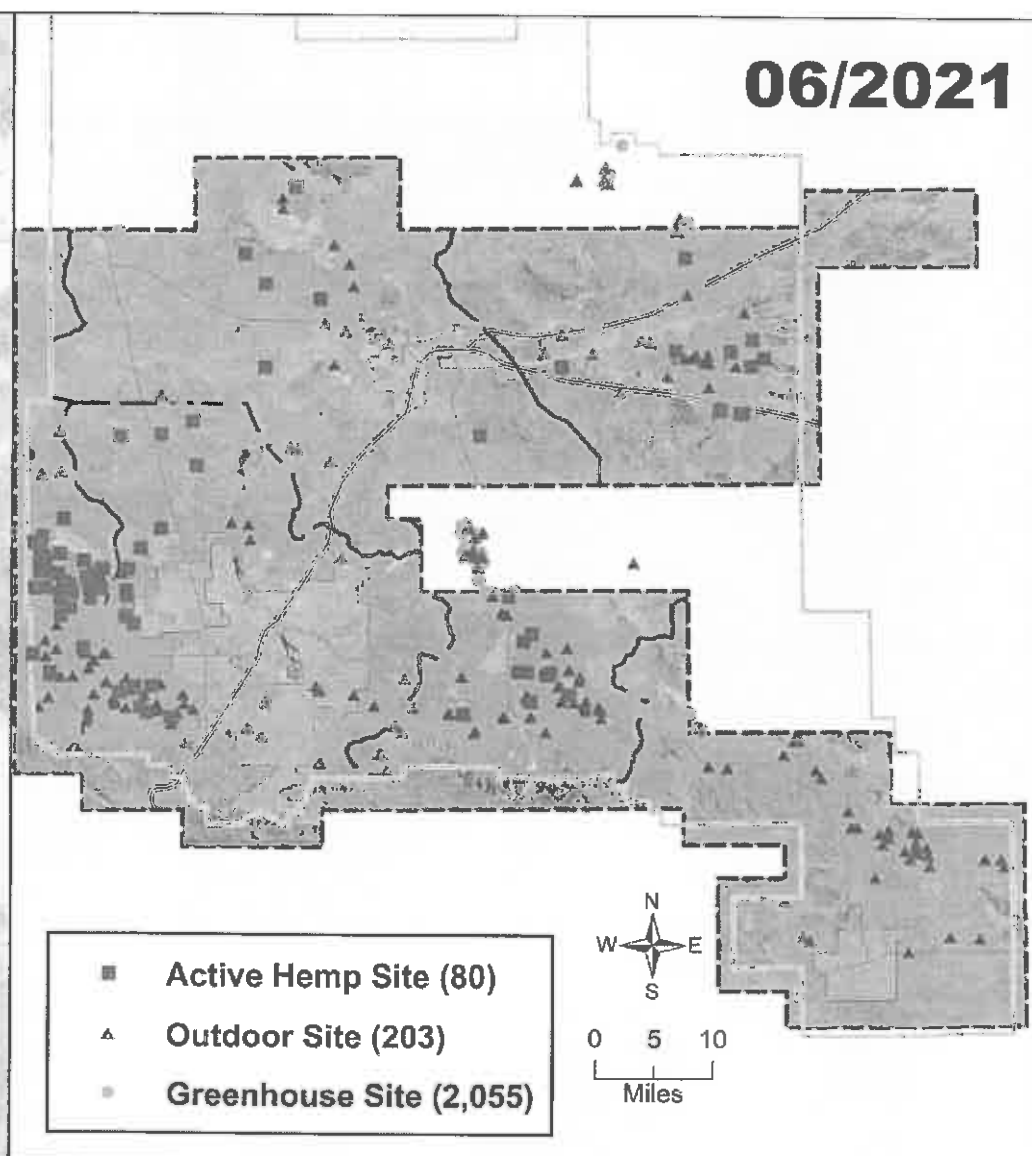 06/2021
N
W E
S
0 5 10
Miles
Active Hemp Site (80)
Outdoor Site (203)
Greenhouse Site (2,055)